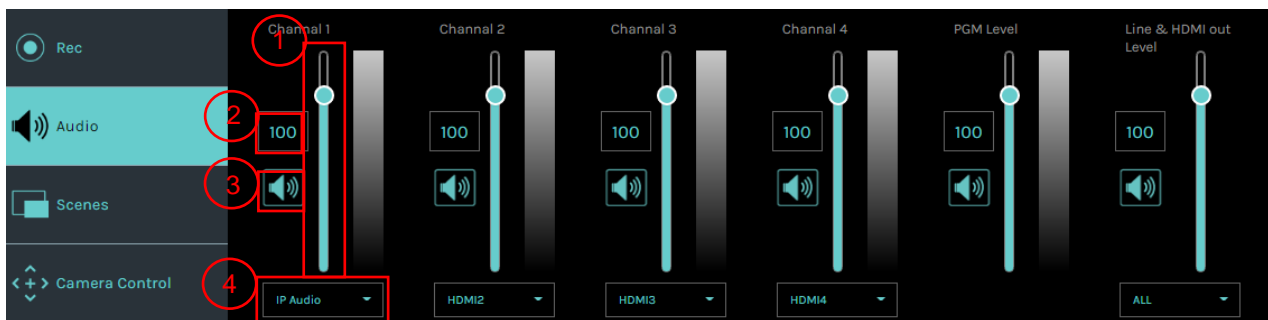 Rec
Audio
Scenes
Camera Control
Channal 1
1
2
100
3
4
IP Audio
Channal 2
100
HDMI2
Channal 3
100
HDMI3
Channal 4
100
HDMI4
PGM Level
100
Line & HDMI out
Level
100
ALL